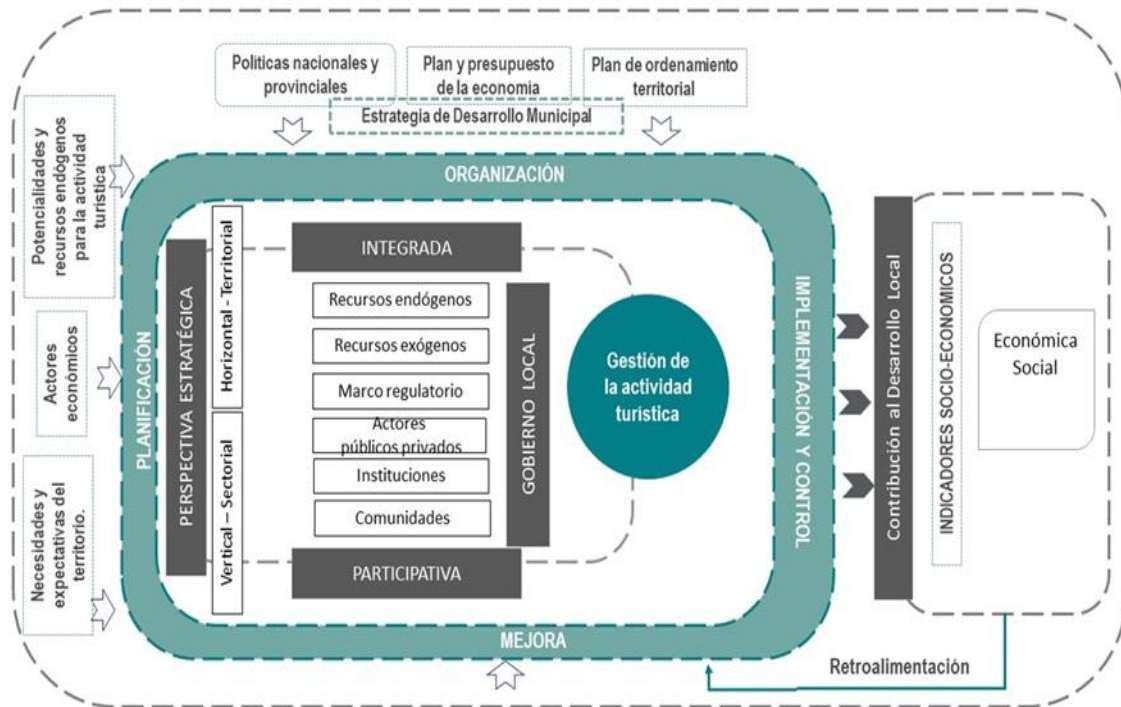 Políticas nacionales y
provinciales
Plan y presupuesto
de la economía
Plan de ordenamiento
territorial
Estrategia de Desarrollo Municipal
Potencialidades y
recursos endógenos
para la actividad
turística
Actores
económicos
Necesidades y
expectativas del
territorio.
ORGANIZACIÓN
PLANIFICACIÓN
PERSPECTIVA ESTRATÉGICA
Horizontal - Territorial
Vertical – Sectorial
INTEGRADA
Recursos endógenos
Recursos exógenos
Marco regulatorio
Actores
públicos privados
Instituciones
Comunidades
PARTICIPATIVA
GOBIERNO LOCAL
Gestión de
la actividad
turística
IMPLEMENTACIÓN Y CONTROL
MEJORA
Contribución al Desarrollo Local
INDICADORES SOCIO-ECONOMICOS
Económica
Social
Retroalimentación